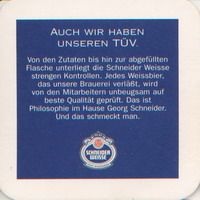 AUCH WIR HABEN
UNSEREN TÜV.
Von den Zutaten bis hin zur abgefüllten
Flasche unterliegt die Schneider Weisse
strengen Kontrollen. Jedes Weissbier,
das unsere Brauerei verläßt, wird
von den Mitarbeitern unbeugsam auf
beste Qualität geprüft. Das ist
Philosophie im Hause Georg Schneider.
Und das schmeckt man.
SCHNEIDER
WEISSE